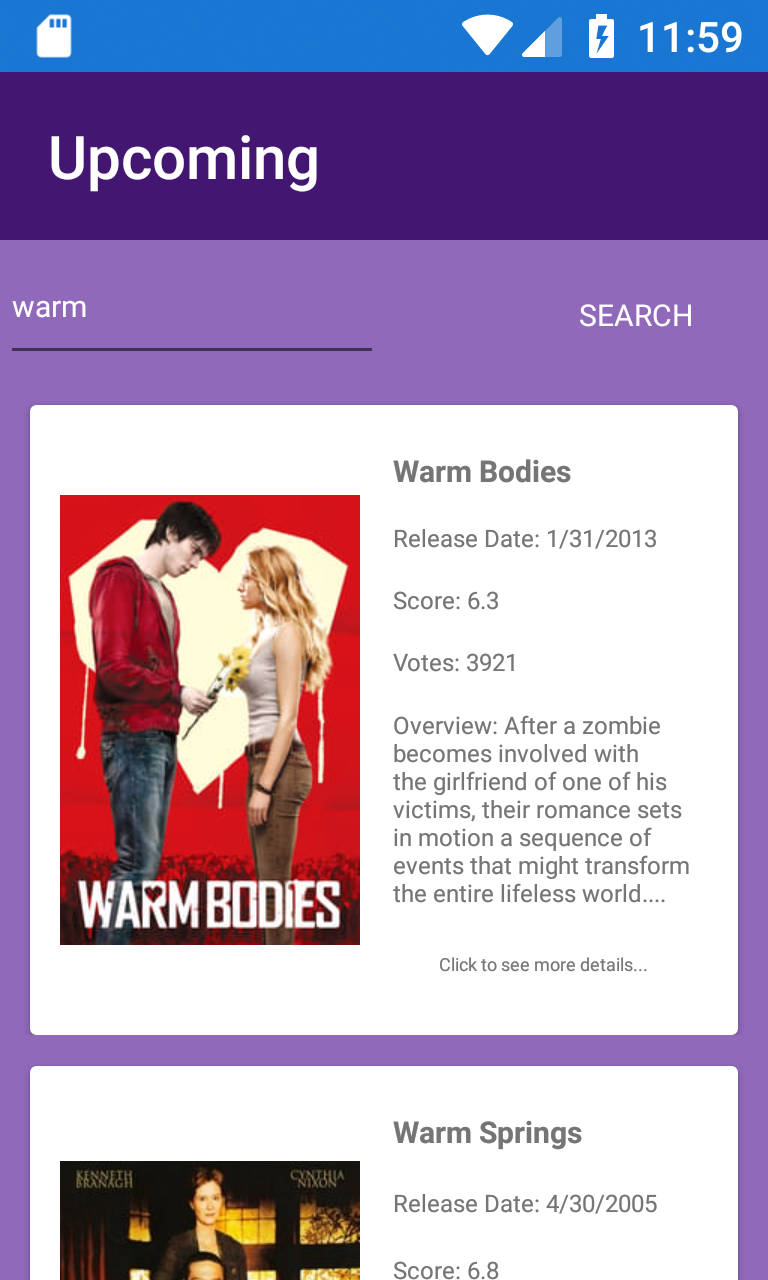 11:59
Upcoming
warm
SEARCH
Warm Bodies
Release Date: 1/31/2013
Score: 6.3
Votes: 3921
Overview: After a zombie
becomes involved with
the girlfriend of one of his
victims, their romance sets
in motion a sequence of
events that might transform
the entire lifeless world....
Click to see more details...
WARM BODIES
Warm Springs
Release Date: 4/30/2005
Score: 6.8
KENNETH
BRANAGH
CYNTHIA
NIXON